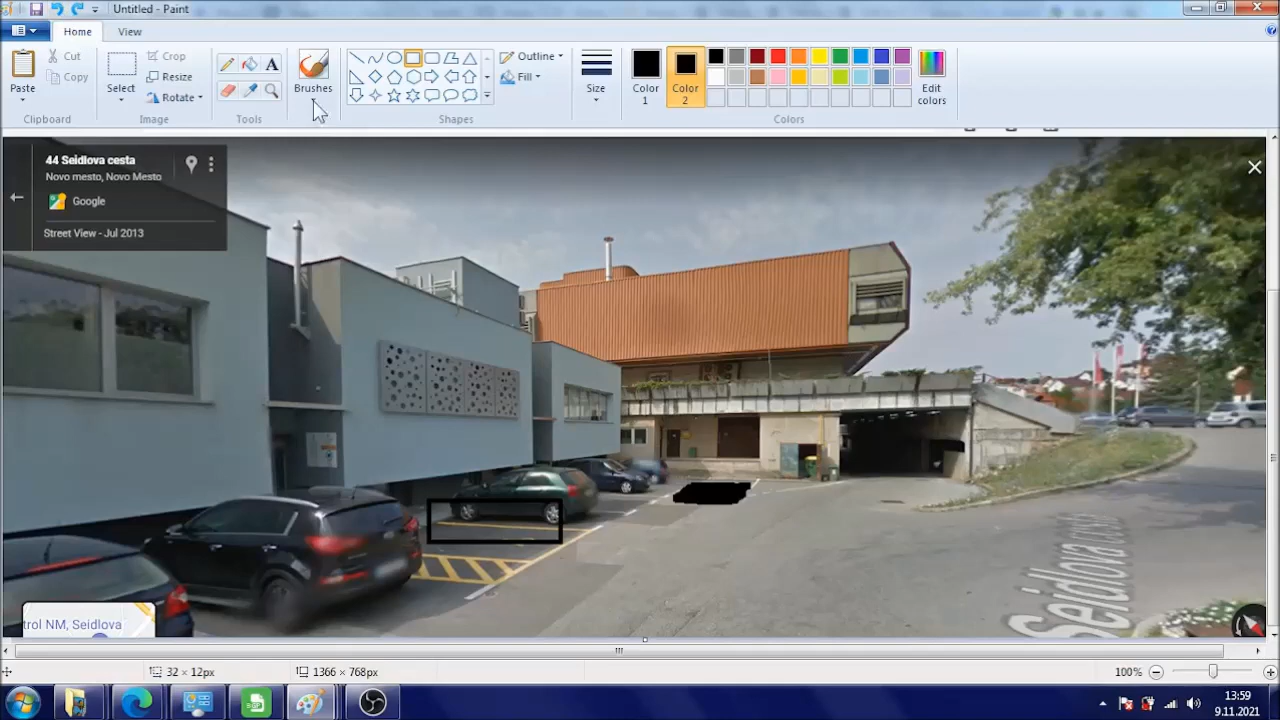 Untitled - Paint
Home
View
Paste
Cut
Copy
Clipboard
Select
Crop
Resize
Rotate
Image
A
Tools
Brushes
Shapes
Outline
Fill
Size
Color
1
Color
2
Edit
colors
Colors
44 Seidlova cesta
Novo mesto, Novo Mesto
Google
Street View - Jul 2013
Seidlova cesta
trol NM, Seidlova
32 × 12px
1366 × 768px
100%
13:59
9.11.2021